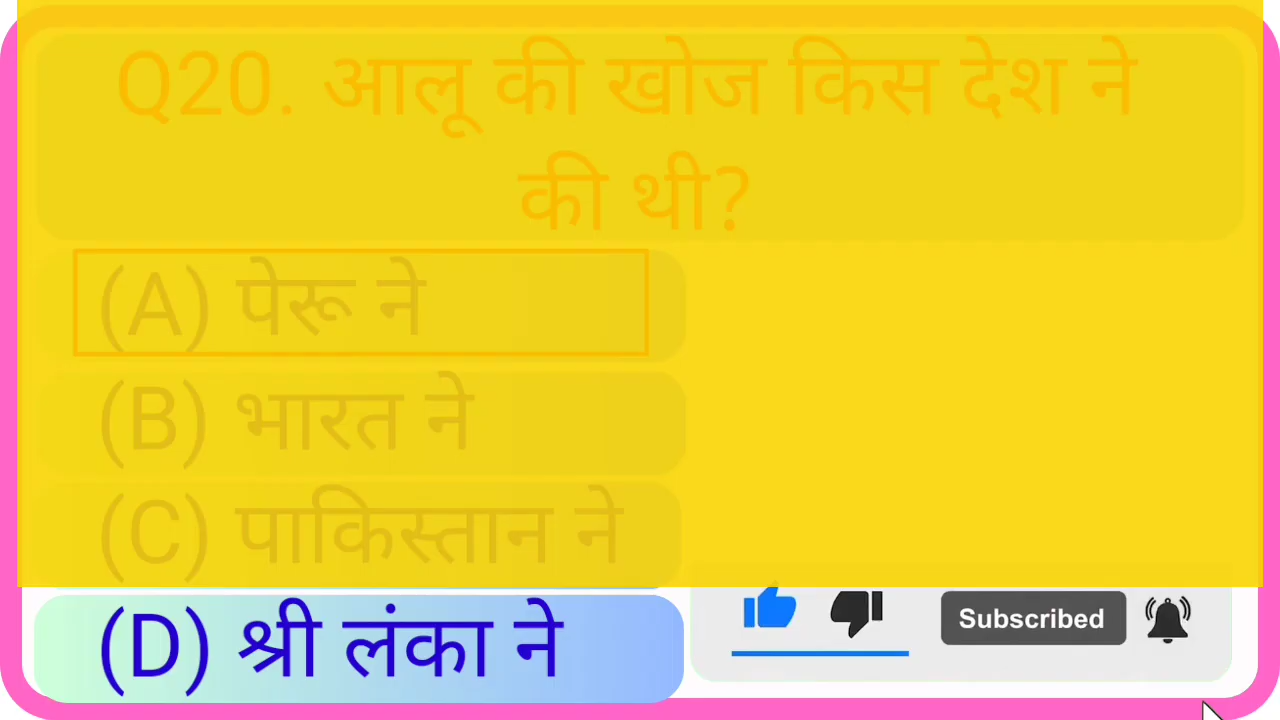 Q20. आलू की खोज किस देश ने
की थी?
(A) पेरू ने
(B) भारत ने
(C) पाकिस्तान ने
(D) श्री लंका ने
Subscribed